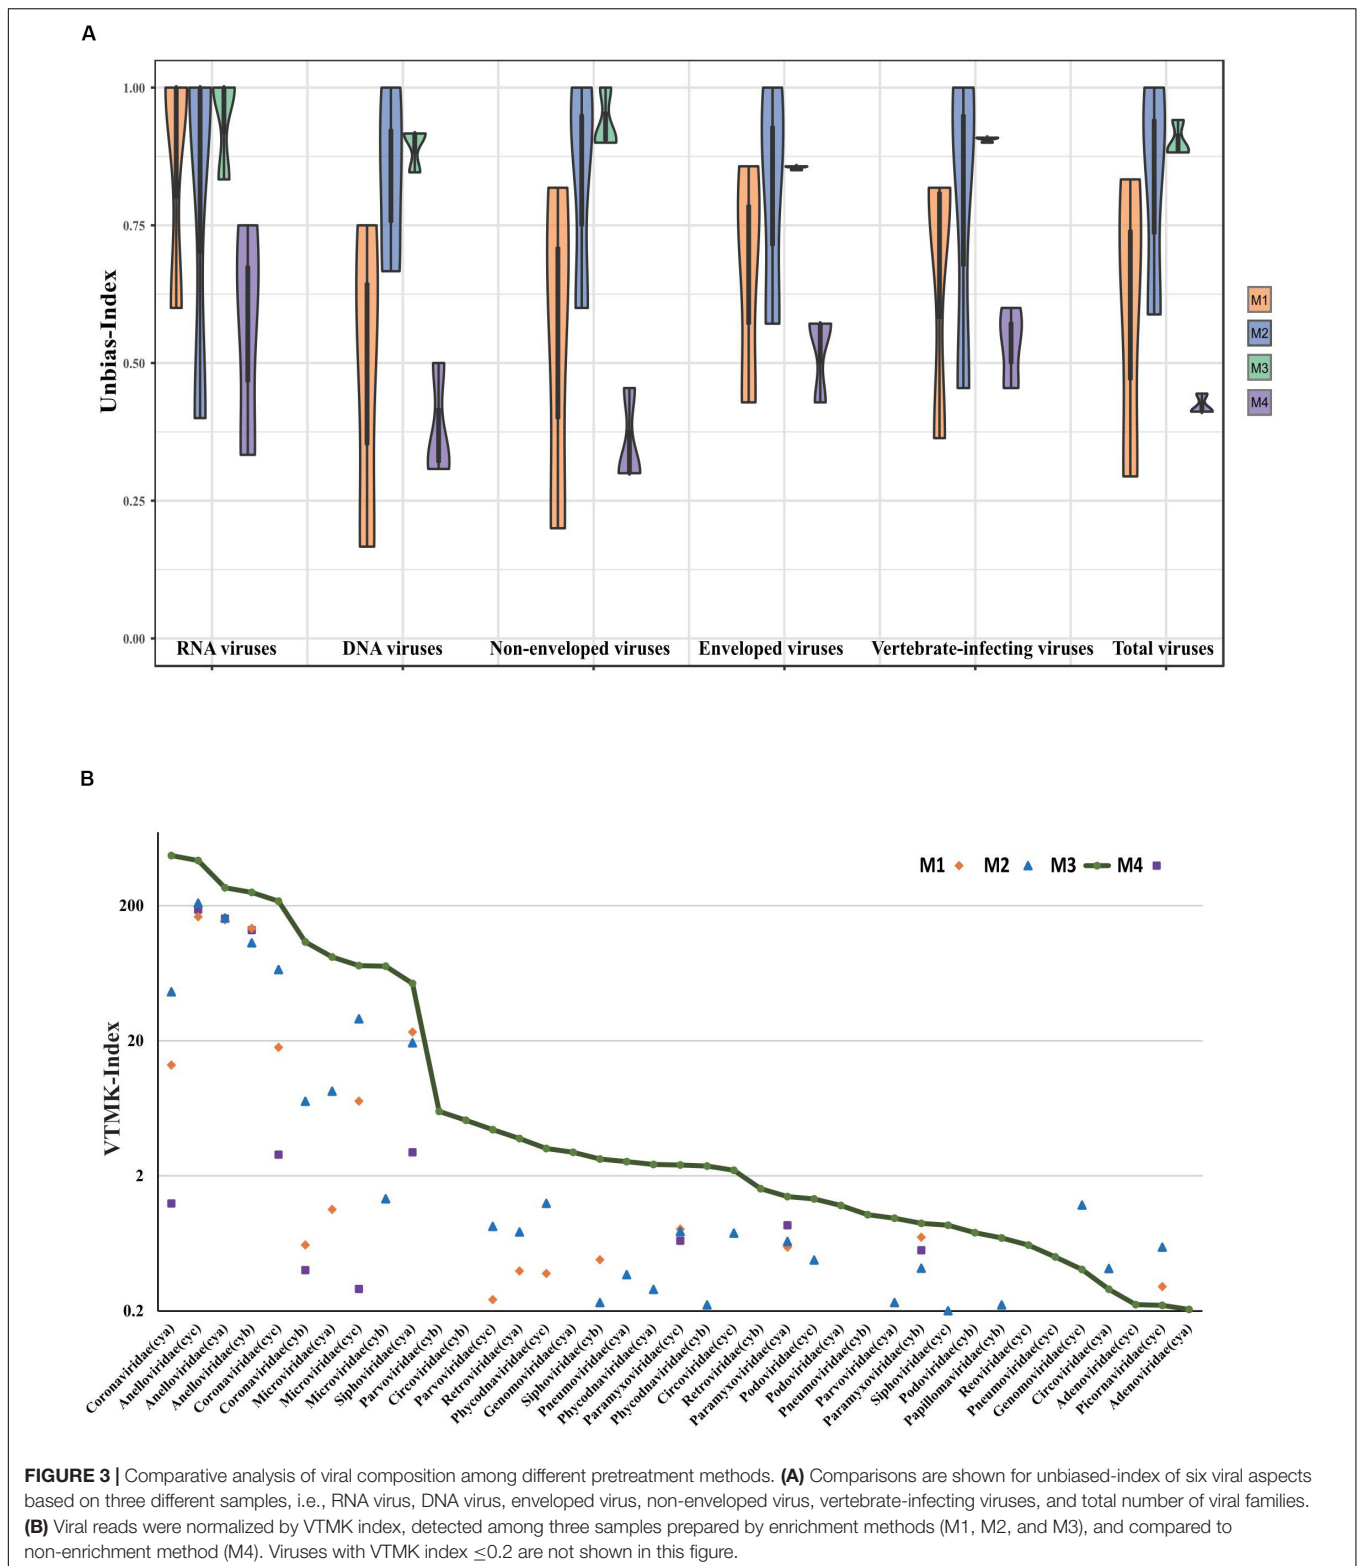 A
1.00
0.75
0.50
0.25
0.00
Unbias-Index
RNA viruses
DNA viruses
Non-enveloped viruses
Enveloped viruses
Vertebrate-infecting viruses
Total viruses
M1
M2
M3
M4
B
M1
M2
M3
M4
200
20
2
0.2
VTMK-Index
Coronaviridae(cya)
Anelloviridae(cyc)
Anelloviridae(cya)
Anelloviridae(cyb)
Coronaviridae(cyc)
Coronaviridae(cyb)
Microviridae(cya)
Microviridae(cyc)
Microviridae(cyb)
Siphoviridae(cya)
Parvoviridae(cyb)
Circoviridae(cyb)
Parvoviridae(cyc)
Retroviridae(cya)
Phycodnaviridae(cyc)
Genomoviridae(cya)
Siphoviridae(cyb)
Pneumoviridae(cya)
Phycodnaviridae(cya)
Paramyxoviridae(cyc)
Phycodnaviridae(cyb)
Circoviridae(cyc)
Retroviridae(cyb)
Paramyxoviridae(cya)
Podoviridae(cyc)
Podoviridae(cya)
Pneumoviridae(cyb)
Parvoviridae(cya)
Paramyxoviridae(cyb)
Siphoviridae(cyc)
Podoviridae(cyb)
Papillomaviridae(cyb)
Reoviridae(cyc)
Pneumoviridae(cyc)
Genomoviridae(cyc)
Circoviridae(cya)
Adenoviridae(cyc)
Picornaviridae(cyc)
Adenoviridae(cya)
FIGURE 3 | Comparative analysis of viral composition among different pretreatment methods. (A) Comparisons are shown for unbiased-index of six viral aspects
based on three different samples, i.e., RNA virus, DNA virus, enveloped virus, non-enveloped virus, vertebrate-infecting viruses, and total number of viral families.
(B) Viral reads were normalized by VTMK index, detected among three samples prepared by enrichment methods (M1, M2, and M3), and compared to
non-enrichment method (M4). Viruses with VTMK index ≤0.2 are not shown in this figure.